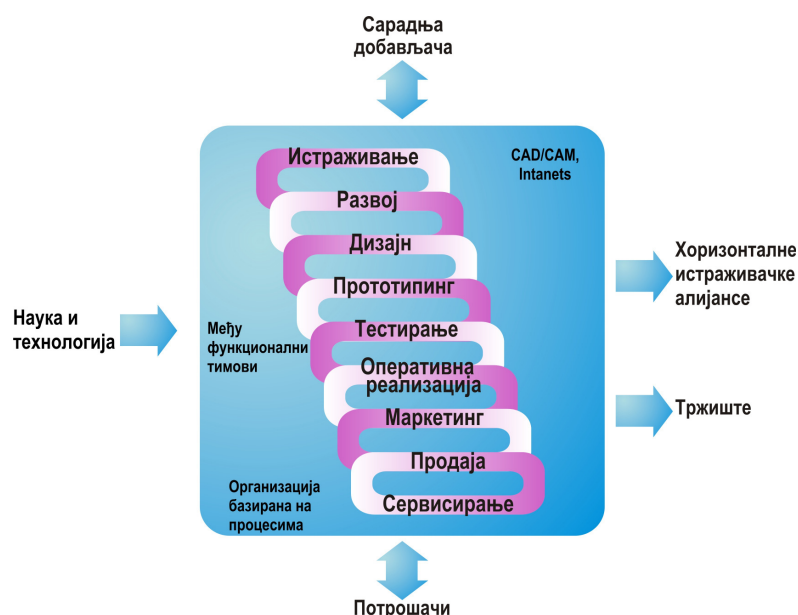 Сарадња
добављача
Истраживање
CAD/CAM,
Intanets
Развој
Дизајн
Прототипинг
Тестирање
Оперативна
реализација
Маркетинг
Продаја
Сервисирање
Међу
функционални
тимови
Организација
базирана на
процесима
Наука и
технологија
Хоризонталне
истраживачке
алијансе
Тржиште
Потрошачи